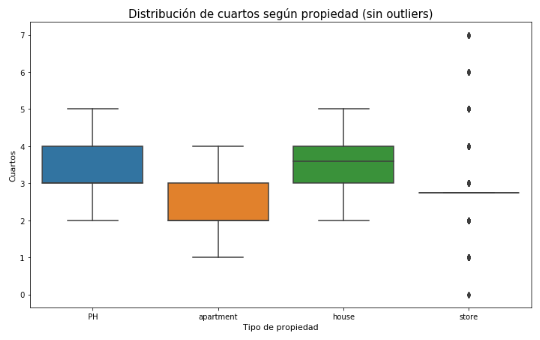 Distribución de cuartos según propiedad (sin outliers)
7
6
5
4
3
2
1
0
Cuartos
PH
apartment
house
store
Tipo de propiedad